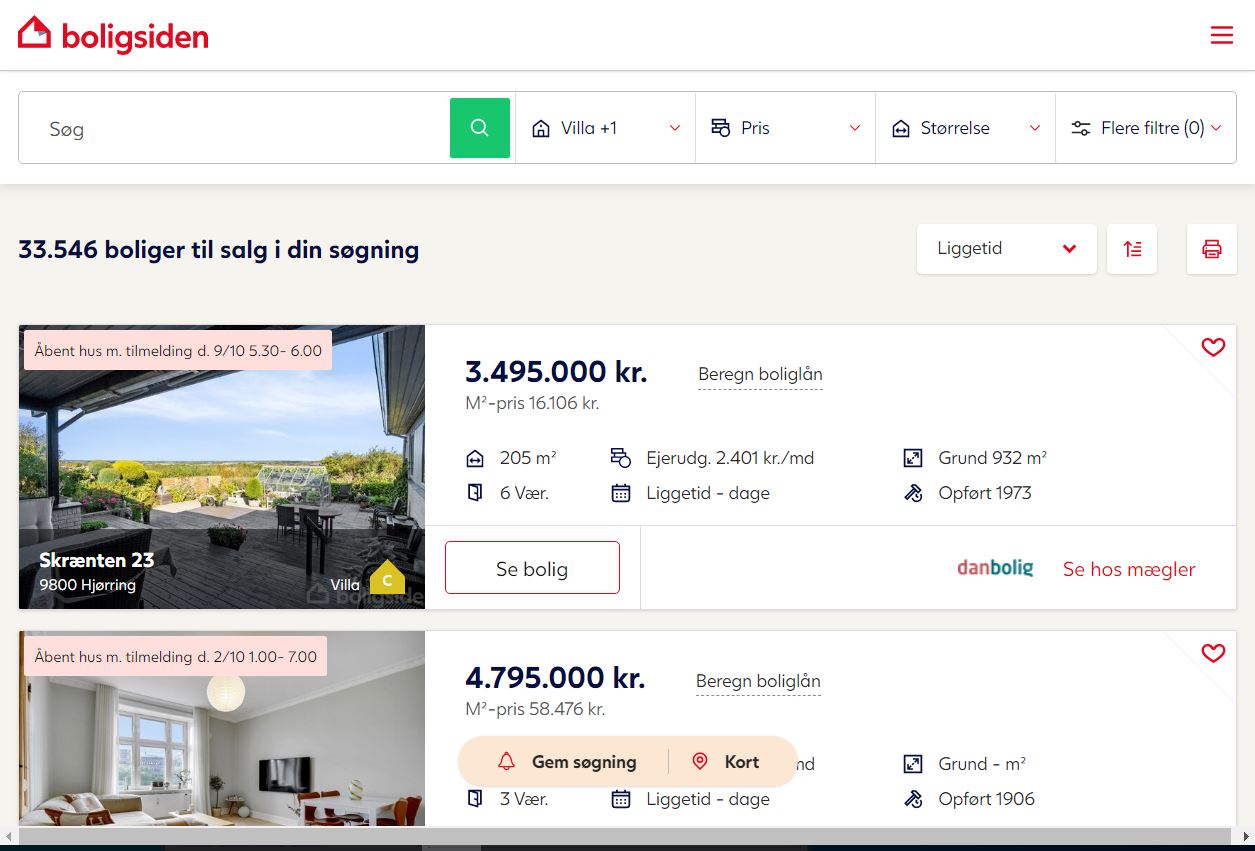 boligsiden
Søg
Villa +1
Pris
Størrelse
Flere filtre (0)
33.546 boliger til salg i din søgning
Liggetid
Åbent hus m. tilmelding d. 9/10 5.30- 6.00
Skrænten 23
9800 Hjørring
Villa
C
3.495.000 kr.
Beregn boliglån
M²-pris 16.106 kr.
205 m²
Ejerudg. 2.401 kr./md
Grund 932 m²
6 Vær.
Liggetid - dage
Opført 1973
Se bolig
danbolig
Se hos mægler
Åbent hus m. tilmelding d. 2/10 1.00- 7.00
4.795.000 kr.
Beregn boliglån
M²-pris 58.476 kr.
Gem søgning
Kort
Grund - m²
3 Vær.
Liggetid - dage
Opført 1906